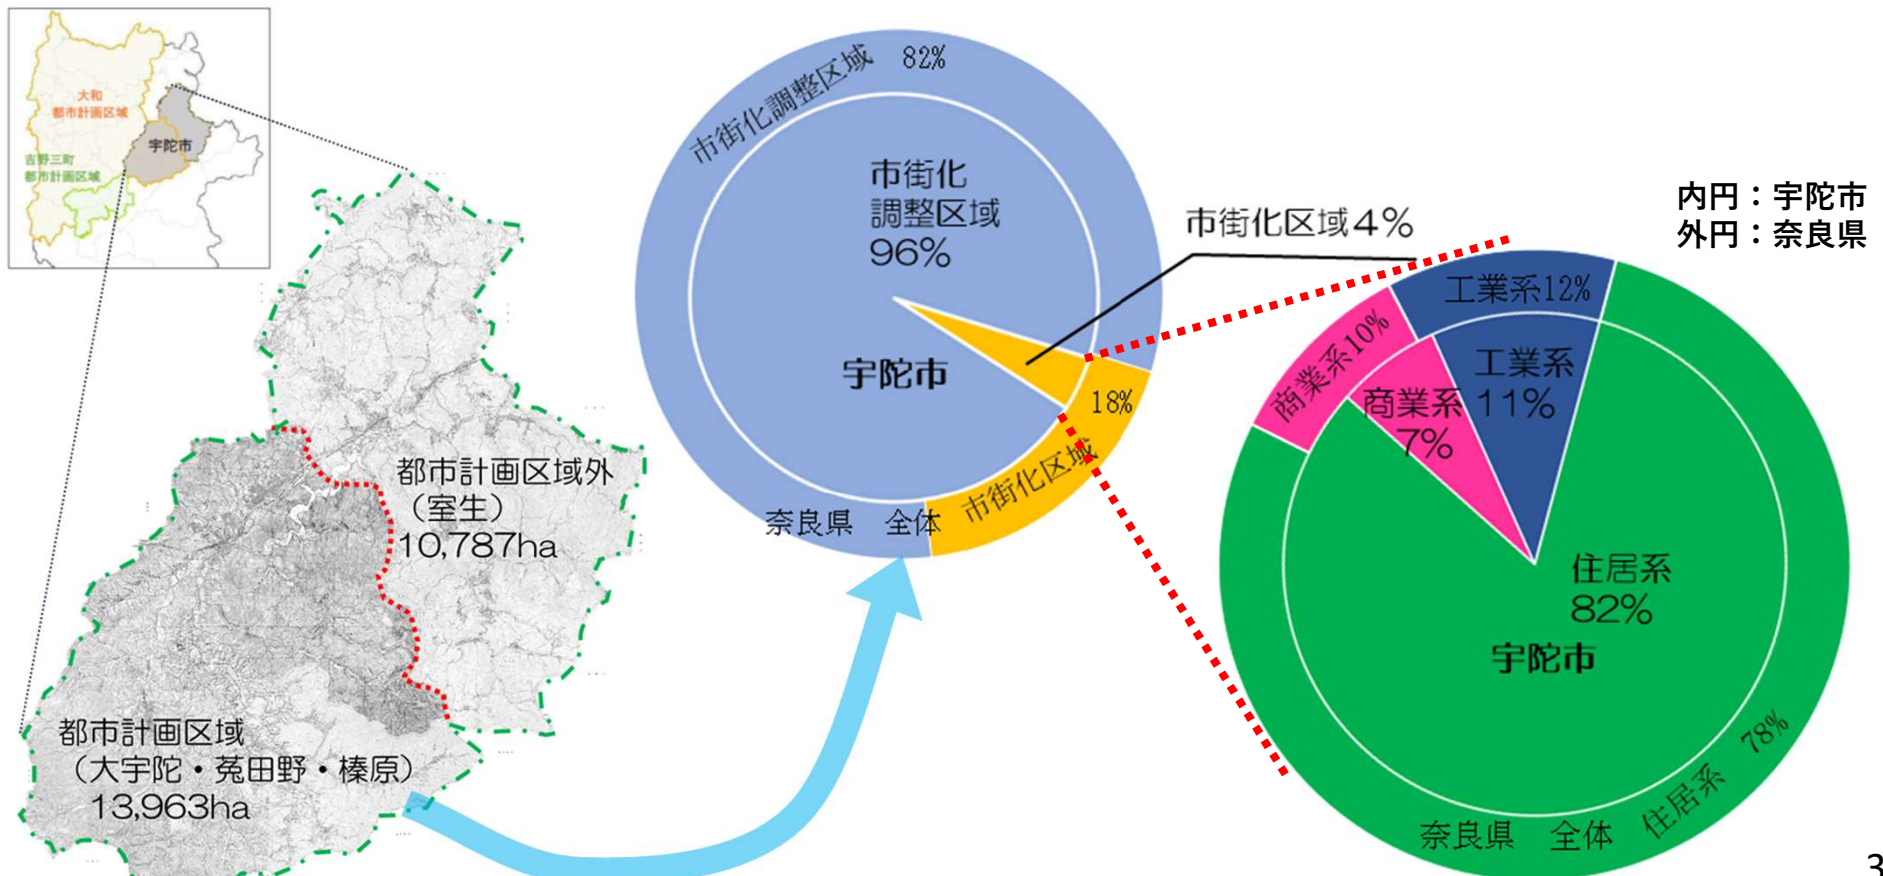 大和
都市計画区域
宇陀市
吉野三町
都市計画区域
都市計画区域外
（室生）
10,787ha
都市計画区域
（大宇陀・菟田野・榛原）
13,963ha
市街化調整区域 82%
市街化
調整区域
96%
宇陀市
市街化区域4%
18%
市街化区域
奈良県 全体
内円：宇陀市
外円：奈良県
工業系12%
商業系10%
工業系
11%
商業系
7%
住居系
82%
宇陀市
住居系 78%
奈良県 全体
3